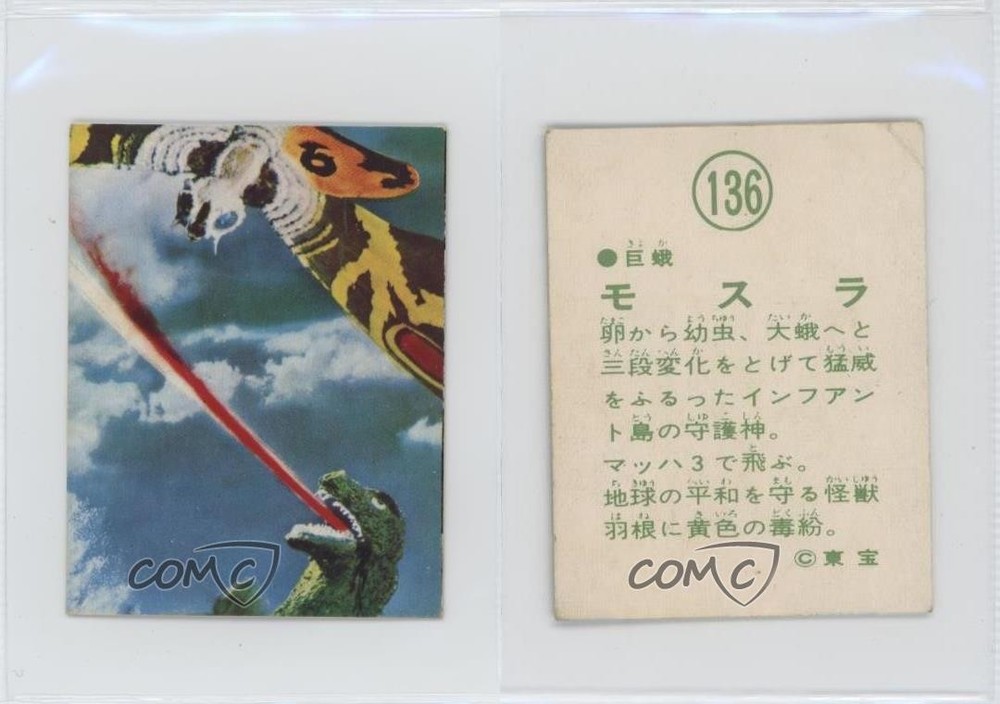 COMC
136
●巨蛾
モスラ
卵から幼虫、大蛾へと
三段変化をとげて猛威
をふるったインフアン
ト島の守護神。
マッハ3で飛ぶ。
地球の平和を守る怪獣
羽根に黄色の毒紛。
©東宝
COMC